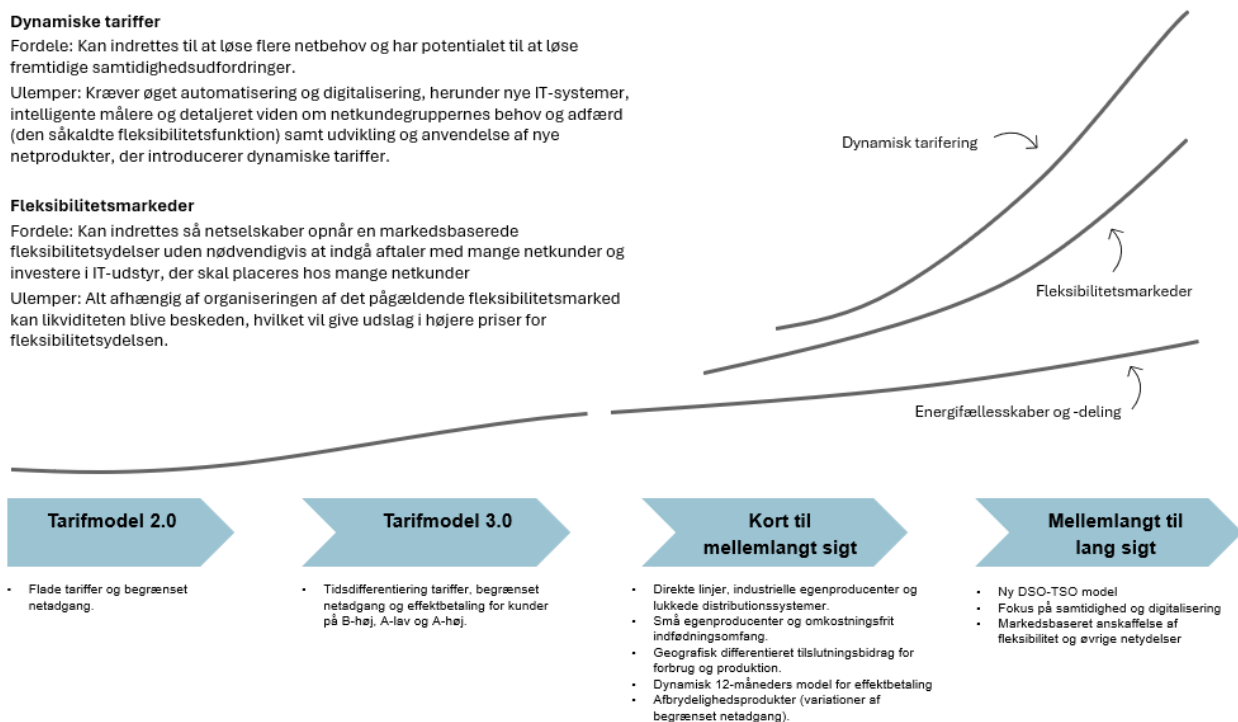 Dynamiske tariffer
Fordele: Kan indrettes til at løse flere netbehov og har potentialet til at løse
fremtidige samtidighedsudfordringer.
Ulemper: Kræver øget automatisering og digitalisering, herunder nye IT-systemer,
intelligente målere og detaljeret viden om netkundegruppernes behov og adfærd
(den såkaldte fleksibilitetsfunktion) samt udvikling og anvendelse af nye
netprodukter, der introducerer dynamiske tariffer.
Fleksibilitetsmarkeder
Fordele: Kan indrettes så netselskaber opnår en markedsbaserede
fleksibilitetsydelser uden nødvendigvis at indgå aftaler med mange netkunder og
investere i IT-udstyr, der skal placeres hos mange netkunder
Ulemper: Alt afhængig af organiseringen af det pågældende fleksibilitetsmarked
kan likviditeten blive beskeden, hvilket vil give udslag i højere priser for
fleksibilitetsydelsen.
Dynamisk tarifering
Fleksibilitetsmarkeder
Energifællesskaber og -deling
Tarifmodel 2.0
• Flade tariffer og begrænset
netadgang.
Tarifmodel 3.0
• Tidsdifferentiering tariffer, begrænset
netadgang og effektbetaling for kunder
på B-høj, A-lav og A-høj.
Kort til
mellemlangt sigt
• Direkte linjer, industrielle egenproducenter og
lukkede distributionssystemer.
• Små egenproducenter og omkostningsfrit
indfødningsomfang.
• Geografisk differentieret tilslutningsbidrag for
forbrug og produktion.
• Dynamisk 12-måneders model for effektbetaling
• Afbrydelighedsprodukter (variationer af
begrænset netadgang).
Mellemlangt til
lang sigt
• Ny DSO-TSO model
• Fokus på samtidighed og digitalisering
• Markedsbaseret anskaffelse af
fleksibilitet og øvrige netydelser